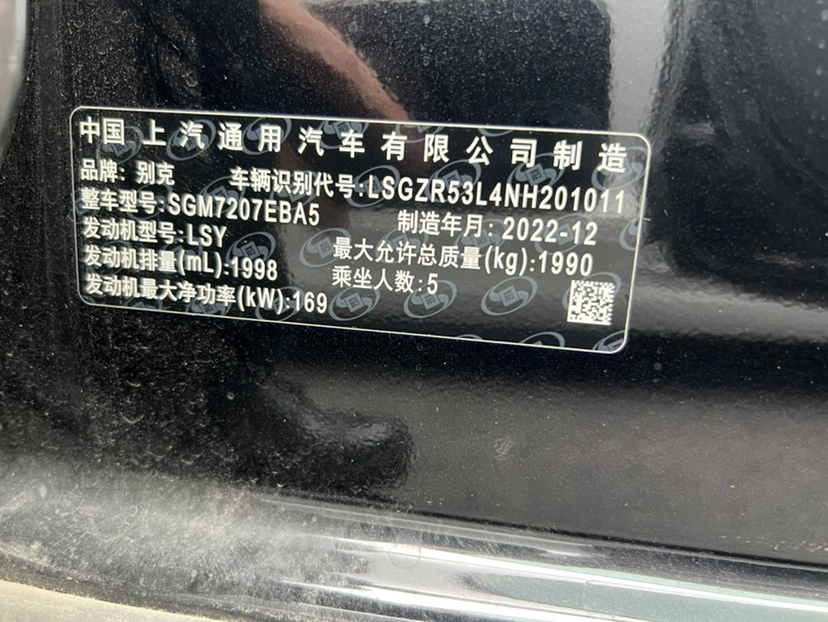 中国上汽通用汽车有限公司制造
品牌:别克 车辆识别代号:LSGZR53L4NH201011
整车型号:SGM7207EBA5 制造年月:2022-12
发动机型号:LSY 最大允许总质量(kg):1990
发动机排量(mL):1998 乘坐人数:5
发动机最大净功率(kW):169